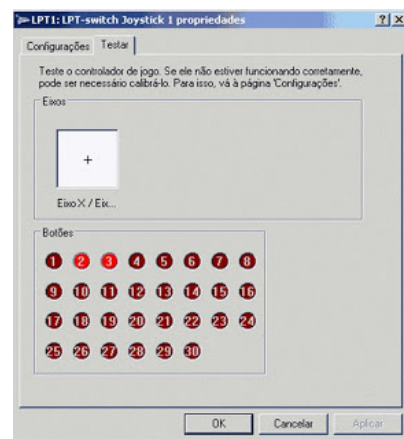 LPT1: LPT-switch Joystick 1 propriedades
Configurações Testar
Teste o controlador de jogo. Se ele não estiver funcionando corretamente,
pode ser necessário calibrá-lo. Para isso, vá à página 'Configurações'.
Eixos
Eixo X / Eix...
Botões
1 2 3 4 5 6 7 8
9 10 11 12 13 14 15 16
17 18 19 20 21 22 23 24
25 26 27 28 29 30
OK Cancelar Aplicar